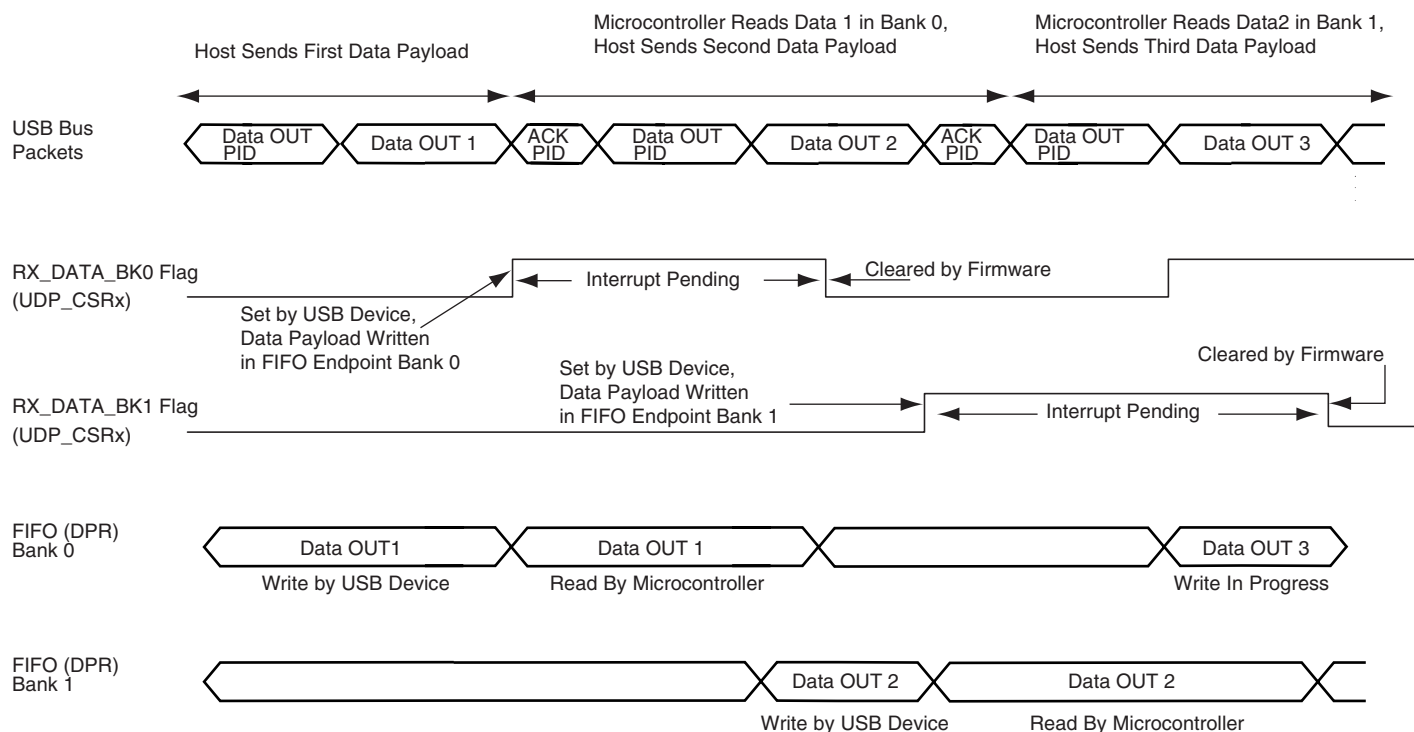 Microcontroller Reads Data 1 in Bank 0,
Host Sends Second Data Payload
Microcontroller Reads Data2 in Bank 1,
Host Sends Third Data Payload
Host Sends First Data Payload
USB Bus
Packets
Data OUT
PID
Data OUT 1
ACK
PID
Data OUT
PID
Data OUT 2
ACK
PID
Data OUT
PID
Data OUT 3
RX_DATA_BK0 Flag
(UDP_CSRx)
Interrupt Pending
Cleared by Firmware
Set by USB Device,
Data Payload Written
in FIFO Endpoint Bank 0
Cleared by Firmware
Set by USB Device,
Data Payload Written
in FIFO Endpoint Bank 1
RX_DATA_BK1 Flag
(UDP_CSRx)
Interrupt Pending
FIFO (DPR)
Bank 0
Data OUT1
Data OUT 1
Data OUT 3
Write by USB Device
Read By Microcontroller
Write In Progress
FIFO (DPR)
Bank 1
Data OUT 2
Data OUT 2
Write by USB Device
Read By Microcontroller